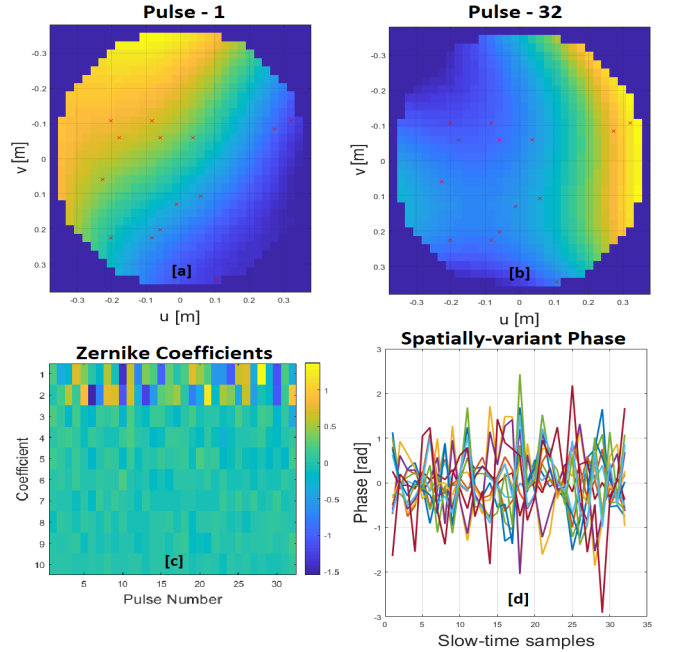 Pulse - 1
Pulse - 32
-0.3
-0.2
-0.1
0
0.1
0.2
0.3
v [m]
[a]
-0.3 -0.2 -0.1 0 0.1 0.2 0.3
u [m]
-0.3
-0.2
-0.1
0
0.1
0.2
0.3
v [m]
[b]
-0.3 -0.2 -0.1 0 0.1 0.2 0.3
u [m]
Zernike Coefficients
1
2
3
4
5
6
7
8
9
10
Coefficient
[c]
5 10 15 20 25 30
Pulse Number
1
0.5
0
-0.5
-1
-1.5
Spatially-variant Phase
3
2
1
0
-1
-2
-3
Phase [rad]
[d]
0 5 10 15 20 25 30 35
Slow-time samples